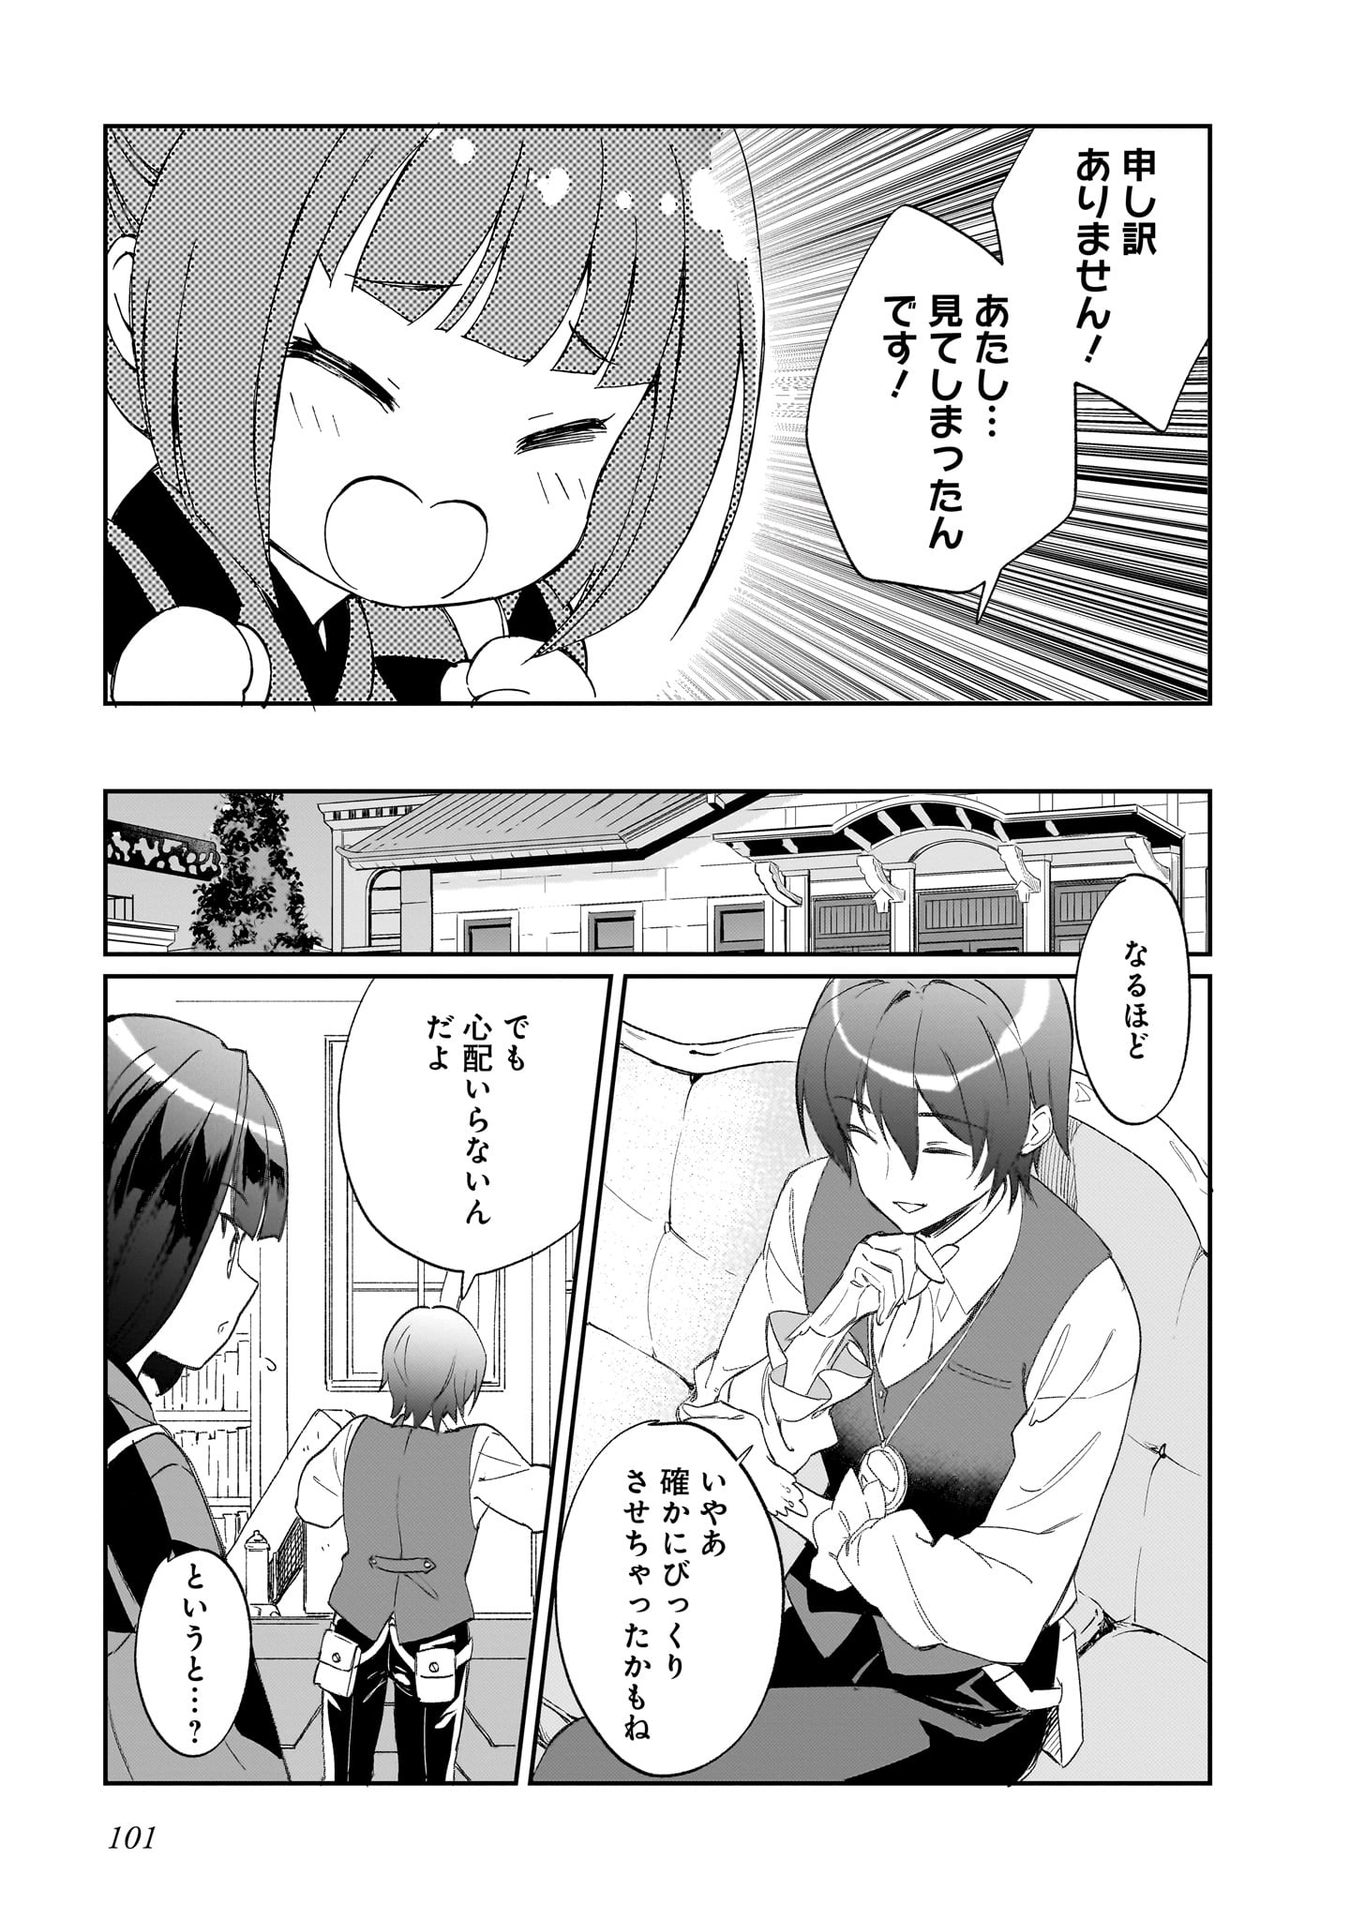 申し訳
ありません！
あたし…
見てしまったん
です！
なるほど
いやあ
確かにびっくり
させちゃったかもね
でも
心配いらないん
だよ
というと…？
101